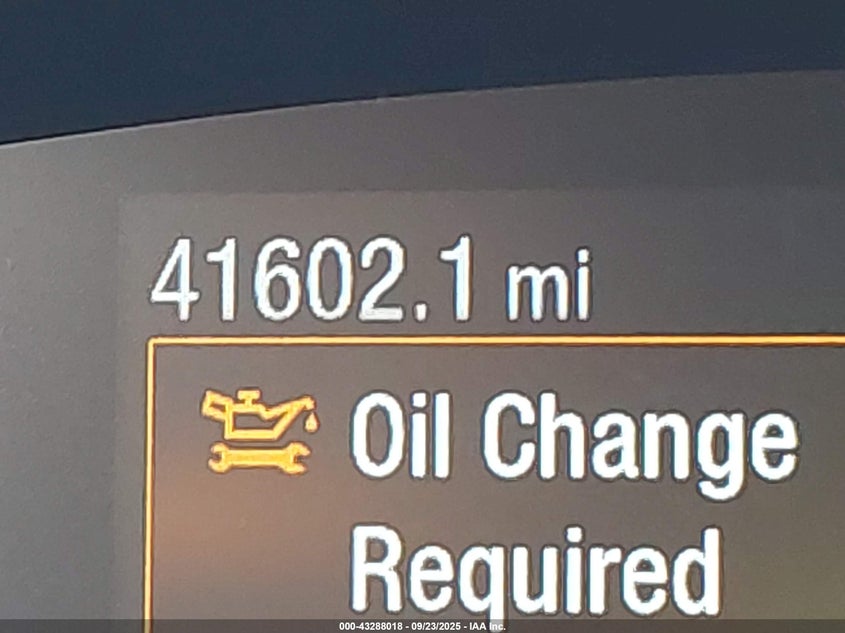 41602.1 mi
Oil Change
Required
000-43288018 - 09/23/2025 - IAA Inc.